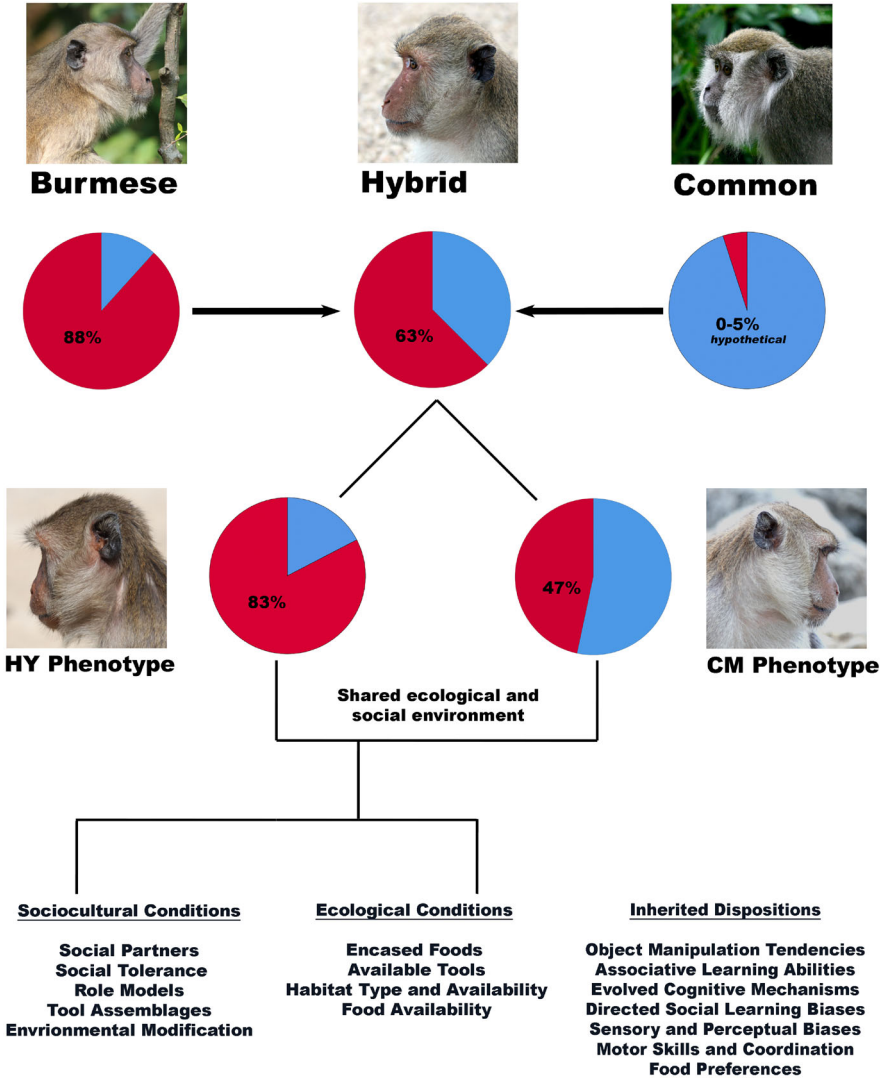 Burmese
Hybrid
Common
88%
63%
0-5%
hypothetical
83%
47%
HY Phenotype
CM Phenotype
Shared ecological and
social environment
Sociocultural Conditions
Social Partners
Social Tolerance
Role Models
Tool Assemblages
Envrionmental Modification
Ecological Conditions
Encased Foods
Available Tools
Habitat Type and Availability
Food Availability
Inherited Dispositions
Object Manipulation Tendencies
Associative Learning Abilities
Evolved Cognitive Mechanisms
Directed Social Learning Biases
Sensory and Perceptual Biases
Motor Skills and Coordination
Food Preferences